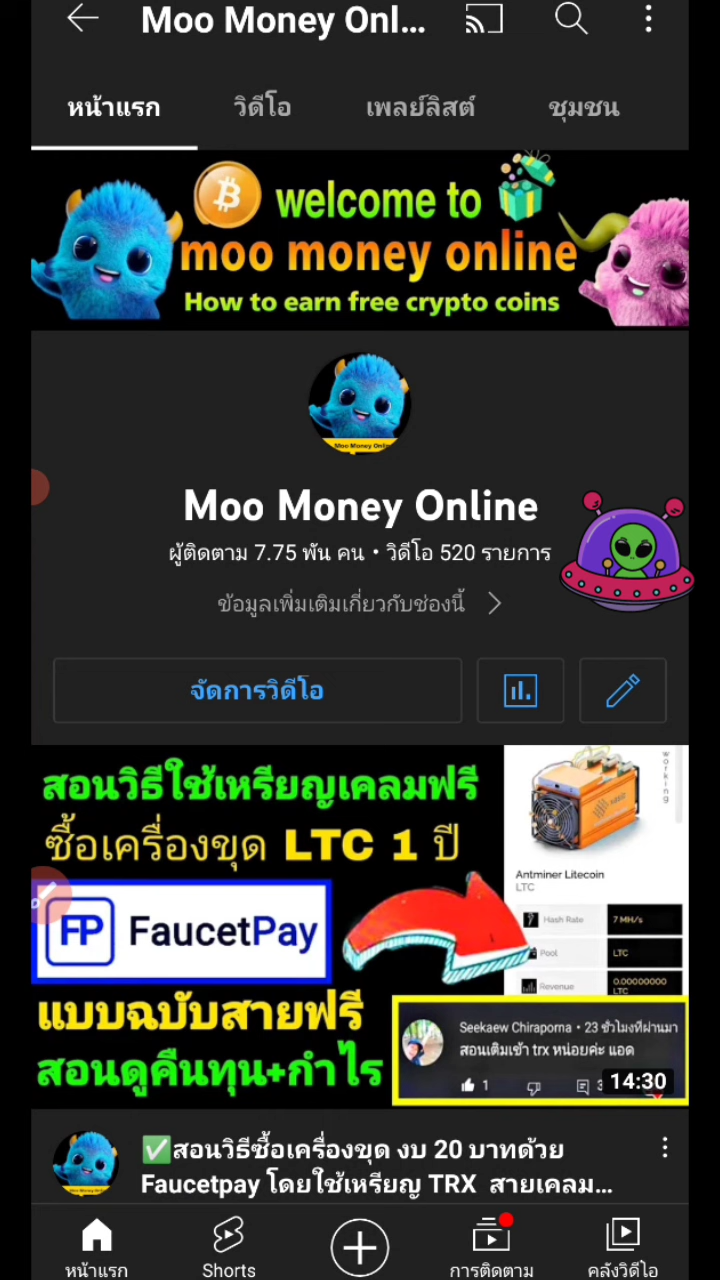 Moo Money Onl...
หน้าแรก วิดีโอ เพลย์ลิสต์ ชุมชน
welcome to
moo money online
How to earn free crypto coins
Moo Money Online
Moo Money Online
ผู้ติดตาม 7.75 พัน คน • วิดีโอ 520 รายการ
ข้อมูลเพิ่มเติมเกี่ยวกับช่องนี้
จัดการวิดีโอ
สอนวิธีใช้เหรียญเคลมฟรี
ซื้อเครื่องขุด LTC 1 ปี
working
Antminer Litecoin
LTC
Hash Rate 7 MH/s
Pool LTC
Revenue 0.00000000 LTC
FP FaucetPay
แบบฉบับสายฟรี
สอนดูคืนทุน+กำไร
Seekaew Chiraporna • 23 ชั่วโมงที่ผ่านมา
สอนเติมเข้า trx หน่อยค่ะ แอด
1 3
14:30
✅สอนวิธีซื้อเครื่องขุด งบ 20 บาทด้วย
Faucetpay โดยใช้เหรียญ TRX สายเคลม...
หน้าแรก Shorts การติดตาม คลังวิดีโอ